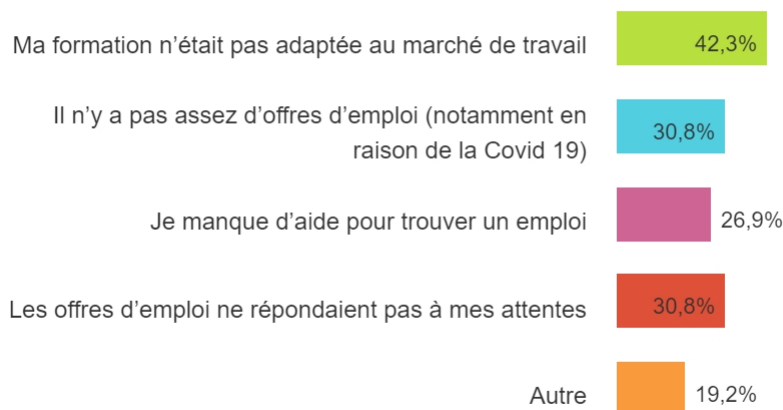 Ma formation n’était pas adaptée au marché de travail
42,3%
Il n’y a pas assez d’offres d’emploi (notamment en
raison de la Covid 19)
30,8%
Je manque d’aide pour trouver un emploi
26,9%
Les offres d’emploi ne répondaient pas à mes attentes
30,8%
Autre
19,2%